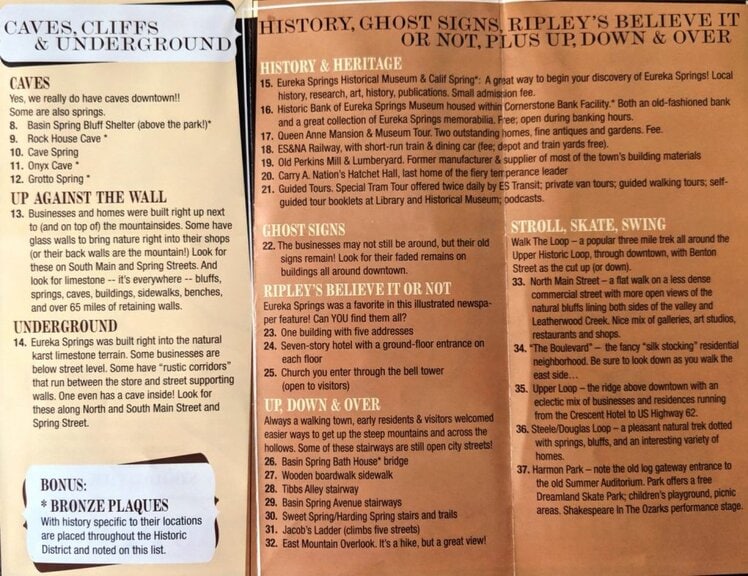 CAVES, CLIFFS
& UNDERGROUND
CAVES
Yes, we really do have caves downtown!!
Some are also springs.
8. Basin Spring Bluff Shelter (above the park!)*
9. Rock House Cave *
10. Cave Spring
11. Onyx Cave *
12. Grotto Spring *
UP AGAINST THE WALL
13. Businesses and homes were built right up next
to (and on top of) the mountainsides. Some have
glass walls to bring nature right into their shops
(or their back walls are the mountain!) Look for
these on South Main and Spring Streets. And
look for limestone -- it's everywhere -- bluffs,
springs, caves, buildings, sidewalks, benches,
and over 65 miles of retaining walls.
UNDERGROUND
14. Eureka Springs was built right into the natural
karst limestone terrain. Some businesses are
below street level. Some have "rustic corridors"
that run between the store and street supporting
walls. One even has a cave inside! Look for
these along North and South Main Street and
Spring Street.
BONUS:
* BRONZE PLAQUES
With history specific to their locations
are placed throughout the Historic
District and noted on this list.
HISTORY, GHOST SIGNS, RIPLEY'S BELIEVE IT
OR NOT, PLUS UP, DOWN & OVER
HISTORY & HERITAGE
15. Eureka Springs Historical Museum & Calif Spring*: A great way to begin your discovery of Eureka Springs! Local
history, research, art, history, publications. Small admission fee.
16. Historic Bank of Eureka Springs Museum housed within Cornerstone Bank Facility.* Both an old-fashioned bank
and a great collection of Eureka Springs memorabilia. Free; open during banking hours.
17. Queen Anne Mansion & Museum Tour. Two outstanding homes, fine antiques and gardens. Fee.
18. ES&NA Railway, with short-run train & dining car (fee; depot and train yards free).
19. Old Perkins Mill & Lumberyard. Former manufacturer & supplier of most of the town's building materials
20. Carry A. Nation's Hatchet Hall, last home of the fiery temperance leader
21. Guided Tours. Special Tram Tour offered twice daily by ES Transit; private van tours; guided walking tours; self-
guided tour booklets at Library and Historical Museum; podcasts.
GHOST SIGNS
22. The businesses may not still be around, but their old
signs remain! Look for their faded remains on
buildings all around downtown.
RIPLEY'S BELIEVE IT OR NOT
Eureka Springs was a favorite in this illustrated newspa-
per feature! Can YOU find them all?
23. One building with five addresses
24. Seven-story hotel with a ground-floor entrance on
each floor
25. Church you enter through the bell tower
(open to visitors)
UP, DOWN & OVER
Always a walking town, early residents & visitors welcomed
easier ways to get up the steep mountains and across the
hollows. Some of these stairways are still open city streets!
26. Basin Spring Bath House* bridge
27. Wooden boardwalk sidewalk
28. Tibbs Alley stairway
29. Basin Spring Avenue stairways
30. Sweet Spring/Harding Spring stairs and trails
31. Jacob's Ladder (climbs five streets)
32. East Mountain Overlook. It's a hike, but a great view!
STROLL, SKATE, SWING
Walk The Loop – a popular three mile trek all around the
Upper Historic Loop, through downtown, with Benton
Street as the cut up (or down).
33. North Main Street – a flat walk on a less dense
commercial street with more open views of the
natural bluffs lining both sides of the valley and
Leatherwood Creek. Nice mix of galleries, art studios,
restaurants and shops.
34. "The Boulevard" – the fancy "silk stocking" residential
neighborhood. Be sure to look down as you walk the
east side...
35. Upper Loop – the ridge above downtown with an
eclectic mix of businesses and residences running
from the Crescent Hotel to US Highway 62.
36. Steele/Douglas Loop – a pleasant natural trek dotted
with springs, bluffs, and an interesting variety of
homes.
37. Harmon Park – note the old log gateway entrance to
the old Summer Auditorium. Park offers a free
Dreamland Skate Park; children's playground, picnic
areas. Shakespeare In The Ozarks performance stage.